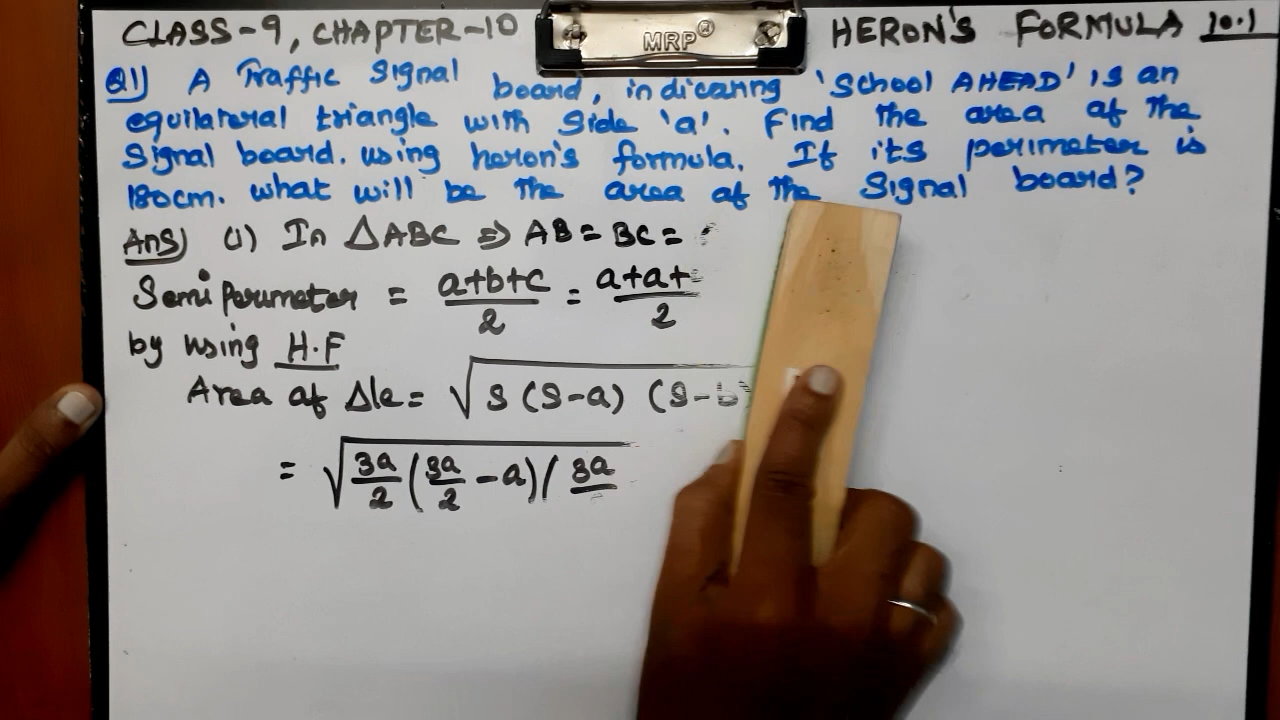 CLASS-9, CHAPTER-10 MRP® HERON'S FORMULA 10.1
Q1) A Traffic Signal board, indicating 'School AHEAD' is an
equilateral triangle with Side 'a'. Find the area of the
Signal board. using heron's formula. If its perimeter is
180cm. what will be the area of the Signal board?
Ans) (1) In △ABC ⇒ AB = BC =
Semi perimeter = a+b+c/2 = a+a+/2
by using H.F
Area of △le = √s (s-a) (s-b)
= √3a/2 (3a/2 - a) ( 3a